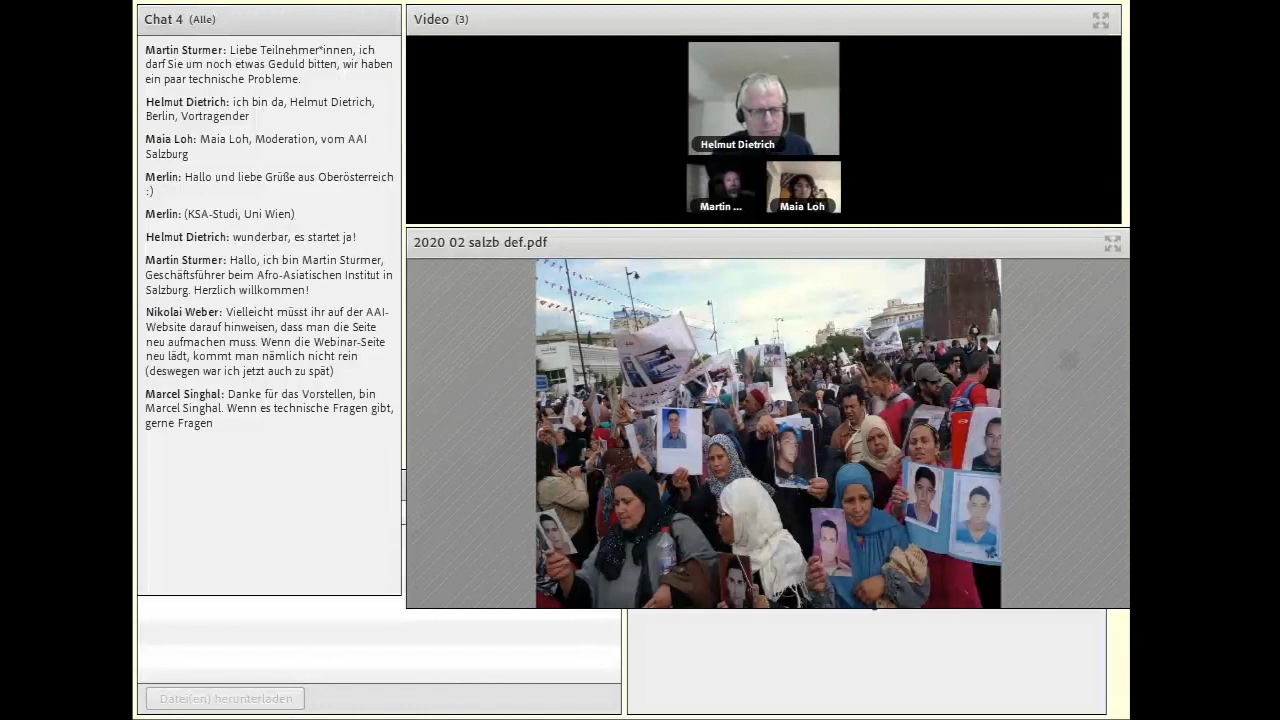 Chat 4 (Alle)
Martin Sturmer: Liebe Teilnehmer*innen, ich
darf Sie um noch etwas Geduld bitten, wir haben
ein paar technische Probleme.
Helmut Dietrich: ich bin da, Helmut Dietrich,
Berlin, Vortragender
Maia Loh: Maia Loh, Moderation, vom AAI
Salzburg
Merlin: Hallo und liebe Grüße aus Oberösterreich
:)
Merlin: (KSA-Studi, Uni Wien)
Helmut Dietrich: wunderbar, es startet ja!
Martin Sturmer: Hallo, ich bin Martin Sturmer,
Geschäftsführer beim Afro-Asiatischen Institut in
Salzburg. Herzlich willkommen!
Nikolai Weber: Vielleicht müsst ihr auf der AAI-
Website darauf hinweisen, dass man die Seite
neu aufmachen muss. Wenn die Webinar-Seite
neu lädt, kommt man nämlich nicht rein
(deswegen war ich jetzt auch zu spät)
Marcel Singhal: Danke für das Vorstellen, bin
Marcel Singhal. Wenn es technische Fragen gibt,
gerne Fragen
Datei(en) herunterladen
Video (3)
Helmut Dietrich
Martin ...
Maia Loh
2020 02 salzb def.pdf